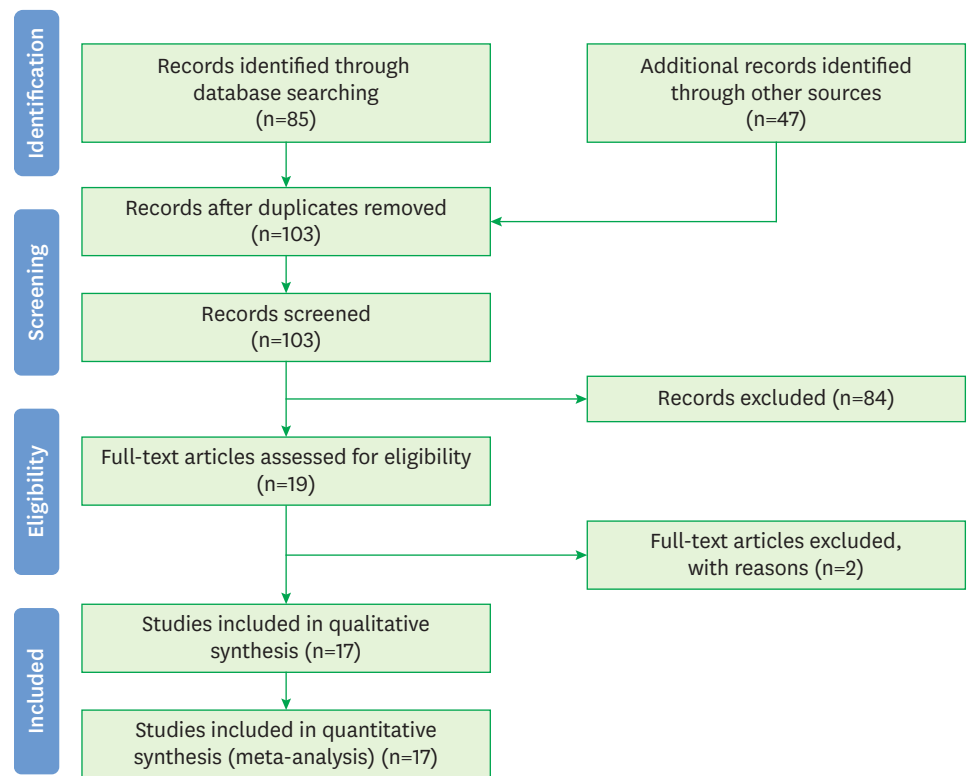 Identification
Records identified through
database searching
(n=85)
Additional records identified
through other sources
(n=47)
Screening
Records after duplicates removed
(n=103)
Records screened
(n=103)
Records excluded (n=84)
Eligibility
Full-text articles assessed for eligibility
(n=19)
Full-text articles excluded,
with reasons (n=2)
Included
Studies included in qualitative
synthesis (n=17)
Studies included in quantitative
synthesis (meta-analysis) (n=17)